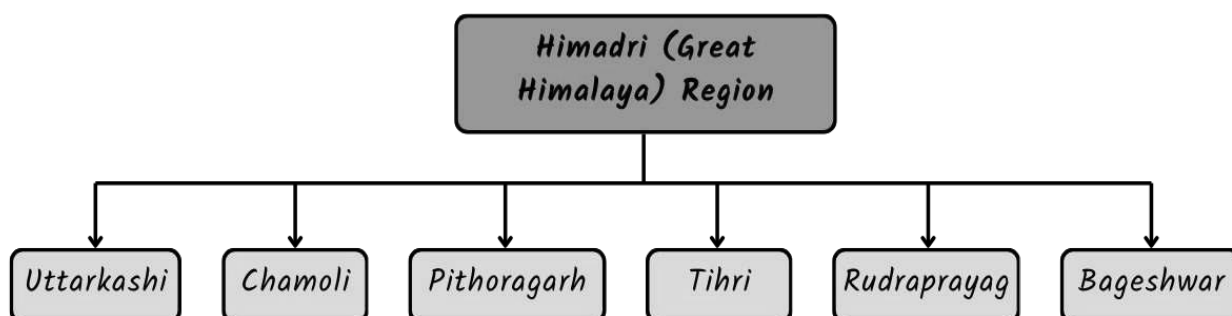 Himadri (Great
Himalaya) Region
Uttarkashi
Chamoli
Pithoragarh
Tihri
Rudraprayag
Bageshwar